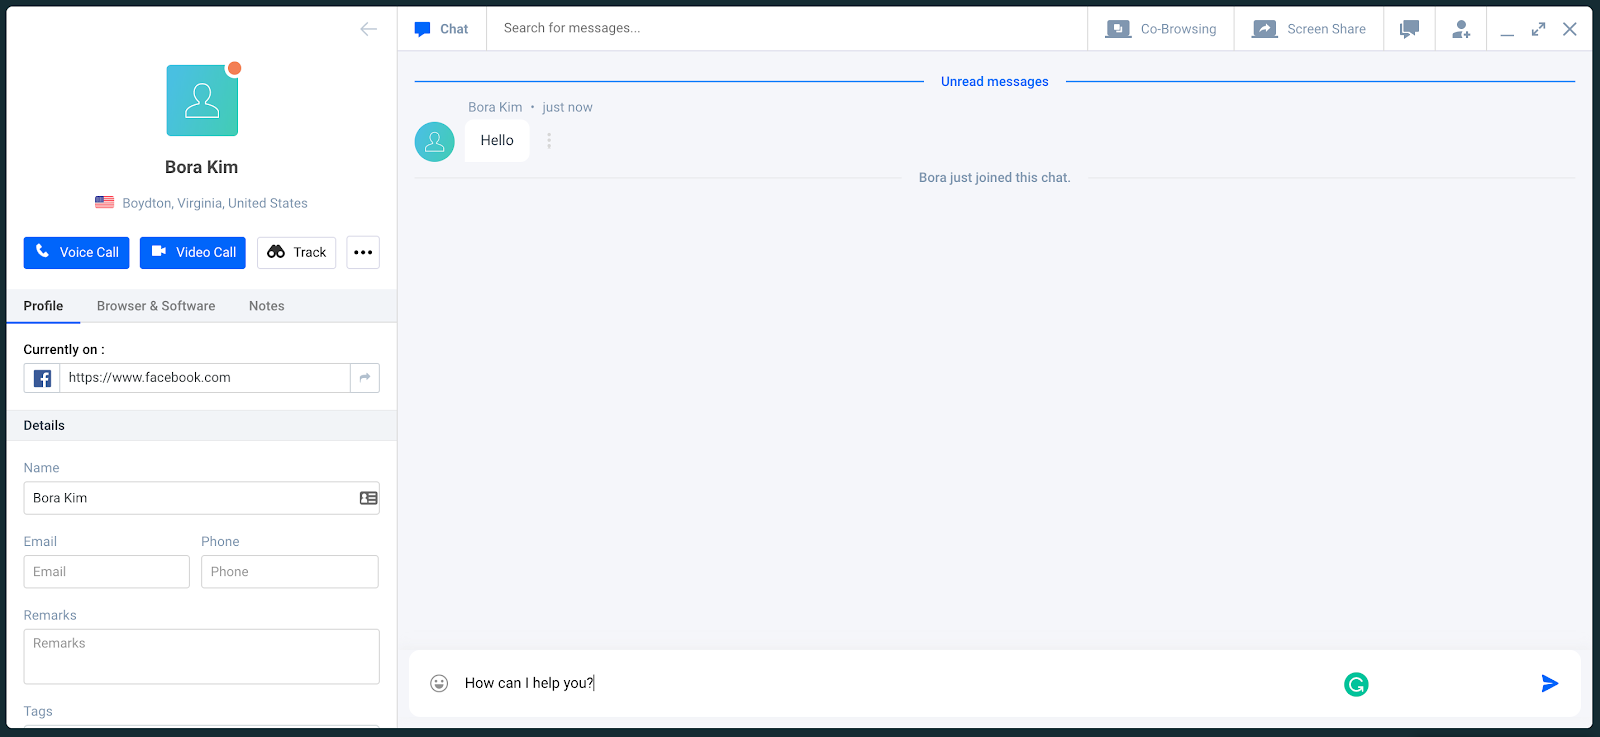 Bora Kim
Boydton, Virginia, United States
Voice Call
Video Call
Track
Profile
Browser & Software
Notes
Currently on :
https://www.facebook.com
Details
Name
Bora Kim
Email
Phone
Email
Phone
Remarks
Remarks
Tags
Chat
Search for messages...
Co-Browsing
Screen Share
Unread messages
Bora Kim • just now
Hello
Bora just joined this chat.
How can I help you?